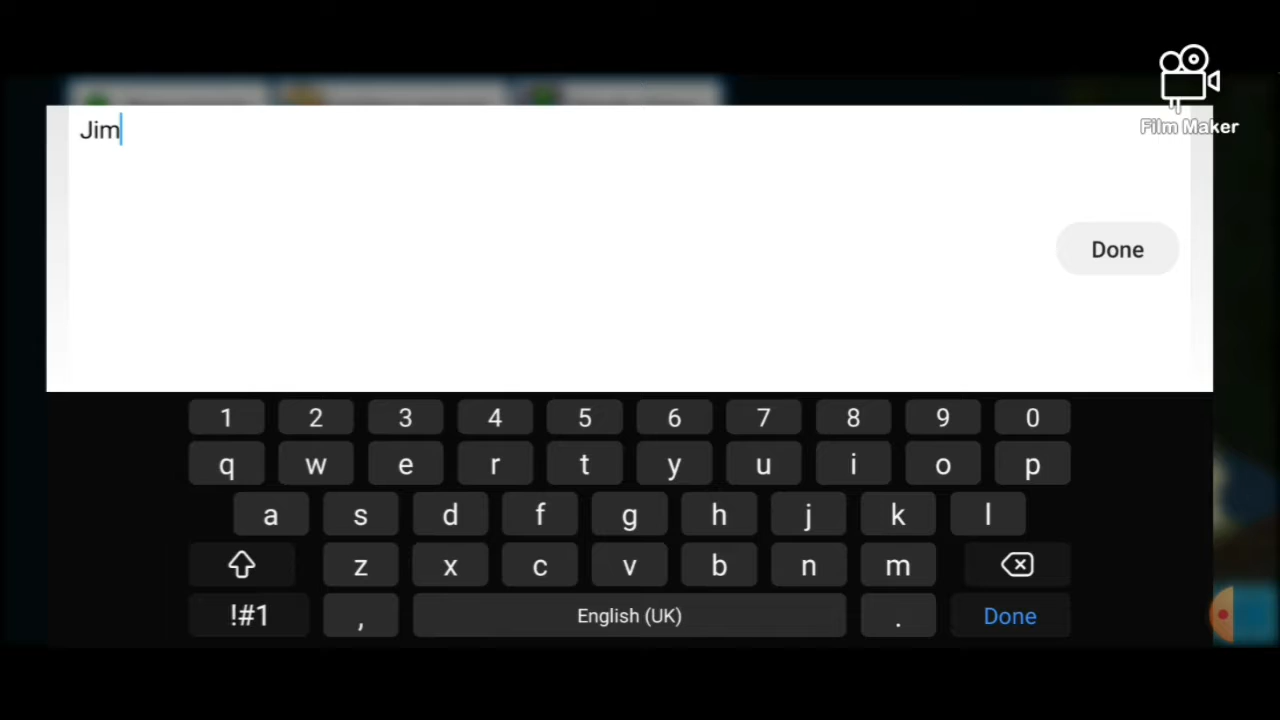 Jim
Film Maker
Done
1 2 3 4 5 6 7 8 9 0
q w e r t y u i o p
a s d f g h j k l
z x c v b n m
!#1 , English (UK) . Done